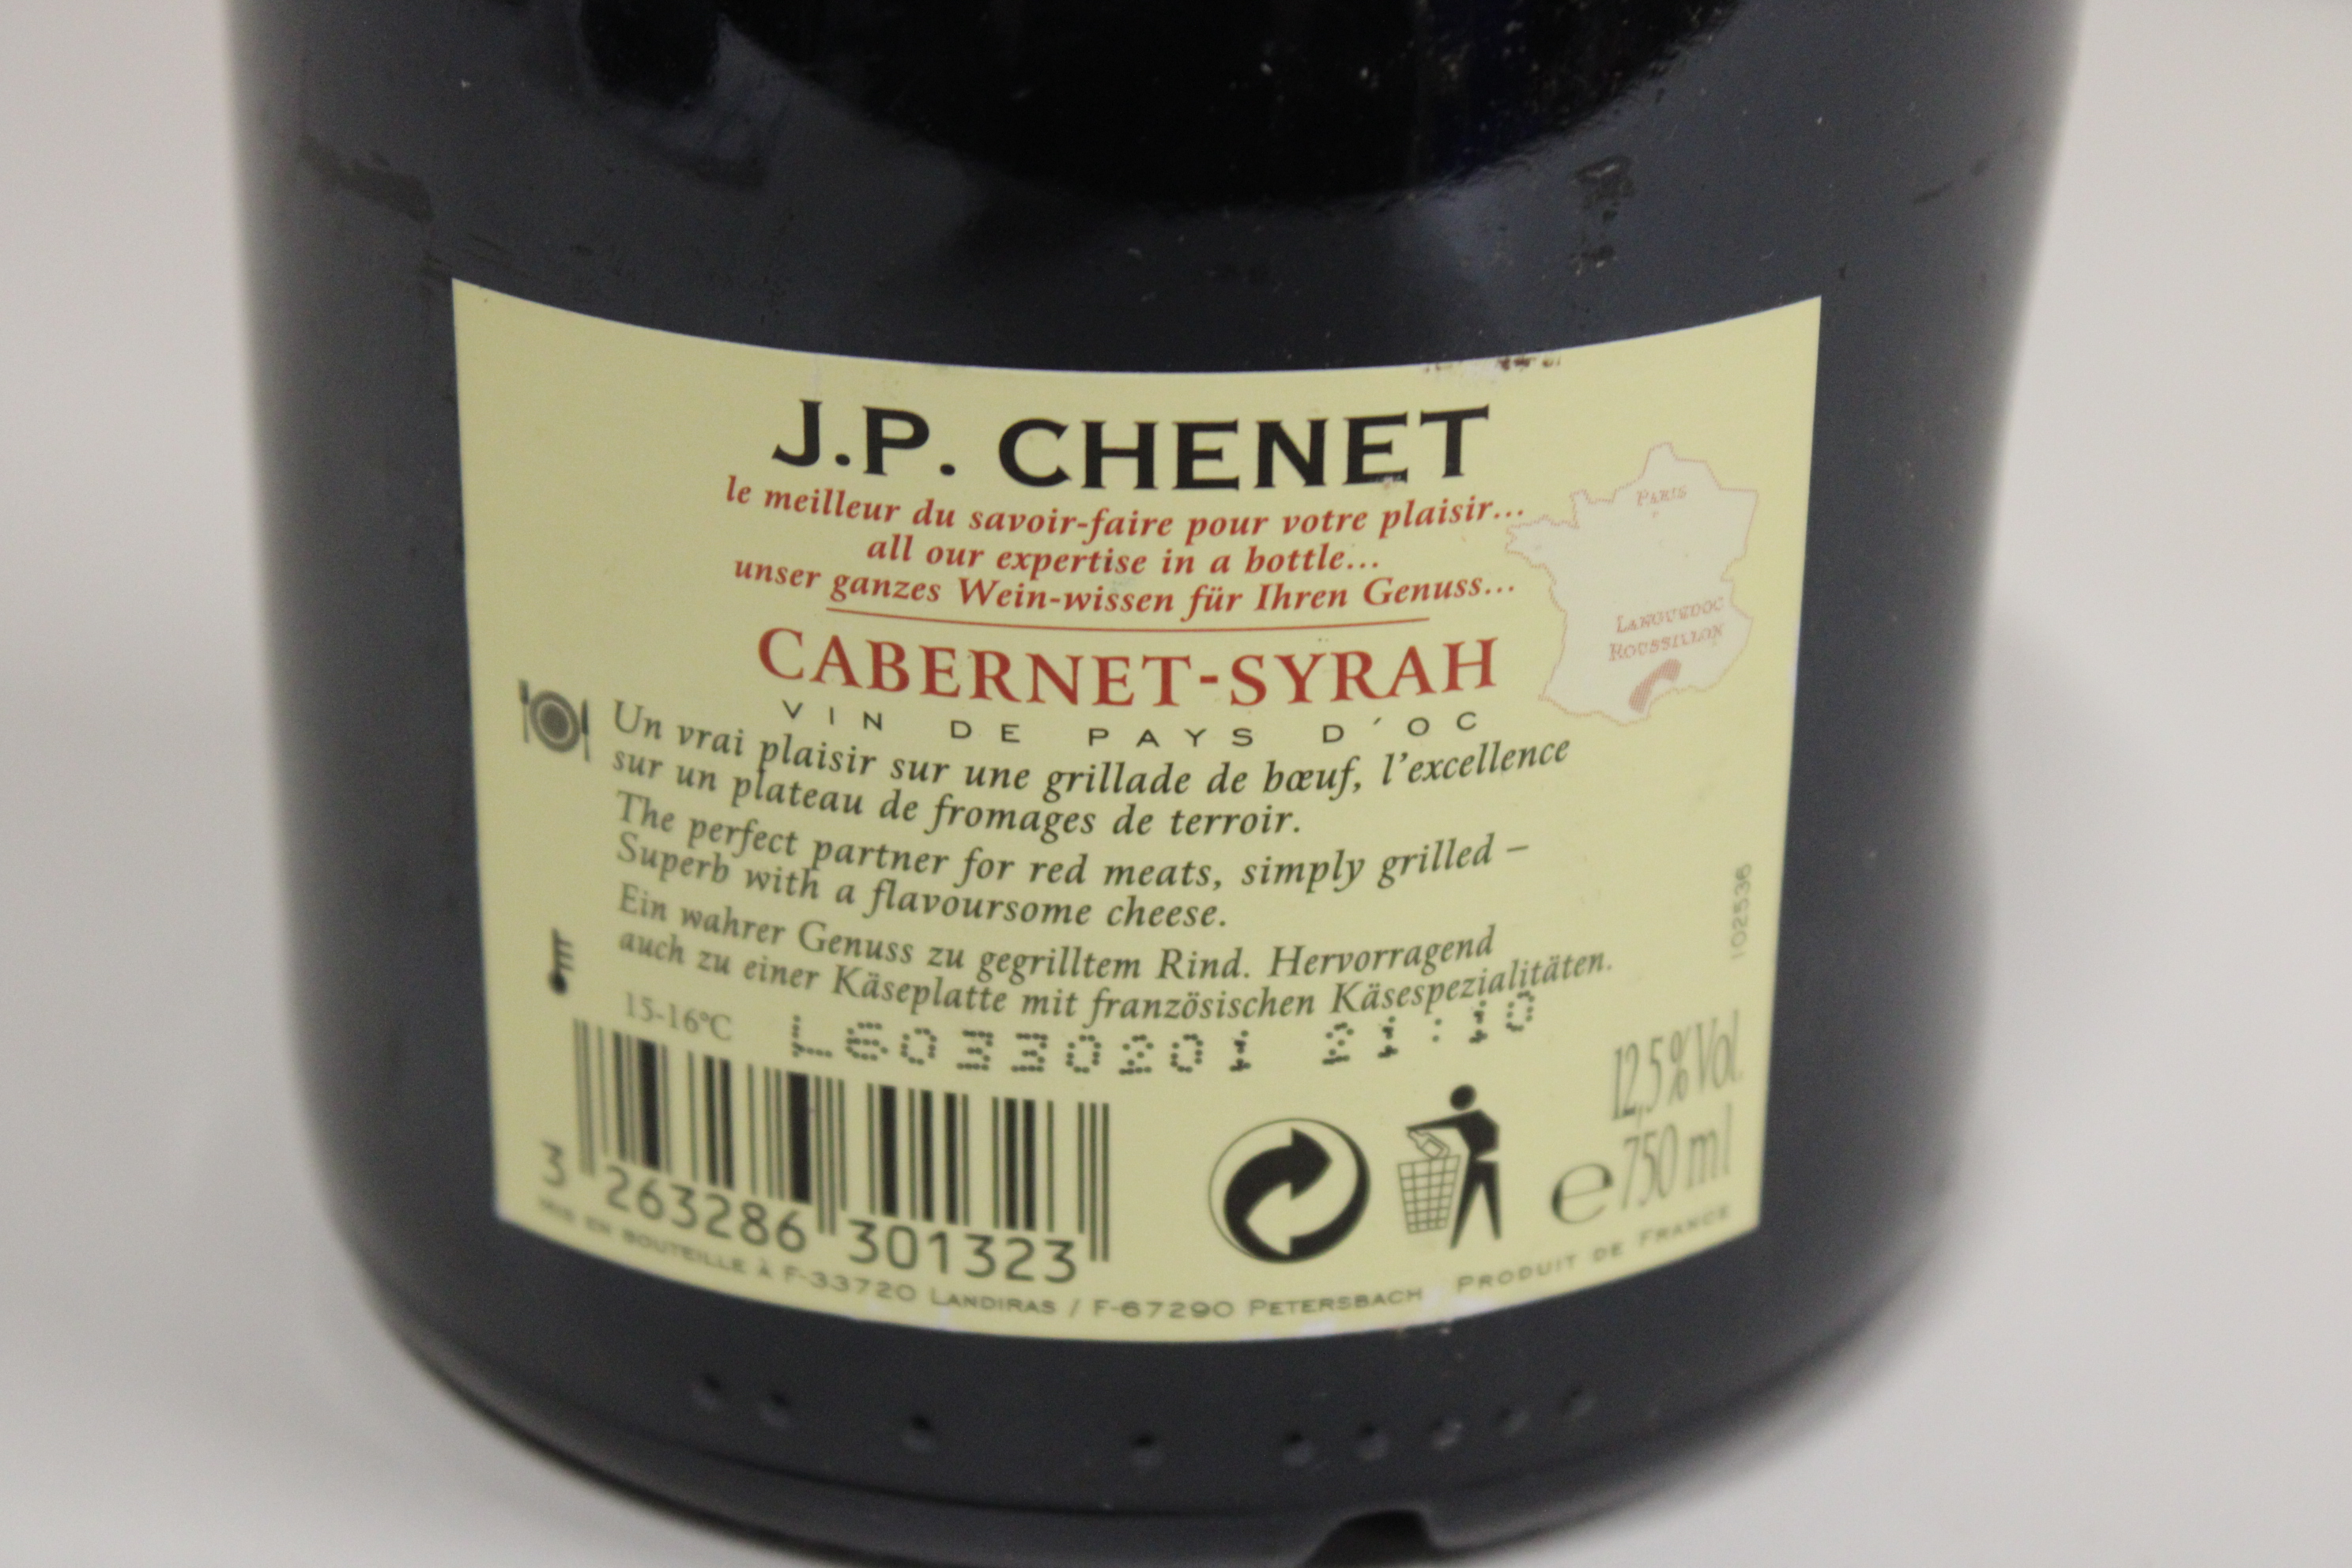 J.P. CHENET
le meilleur du savoir-faire pour votre plaisir...
all our expertise in a bottle...
unser ganzes Wein-wissen für Ihren Genuss...
PARIS
LANGUEDOC
ROUSSILLON
CABERNET-SYRAH
VIN DE PAYS D'OC
Un vrai plaisir sur une grillade de bœuf, l'excellence
sur un plateau de fromages de terroir.
The perfect partner for red meats, simply grilled –
Superb with a flavoursome cheese.
Ein wahrer Genuss zu gegrilltem Rind. Hervorragend
auch zu einer Käseplatte mit französischen Käsespezialitäten.
102536
15-16°C
L60330201 21:10
12,5%Vol.
e 750 ml
3 263286 301323
MIS EN BOUTEILLE À F-33720 LANDIRAS / F-67290 PETERSBACH PRODUIT DE FRANCE